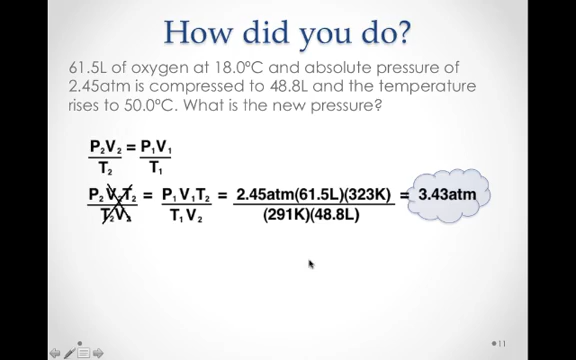 How did you do?
61.5L of oxygen at 18.0ºC and absolute pressure of
2.45atm is compressed to 48.8L and the temperature
rises to 50.0ºC. What is the new pressure?
P₂V₂ = P₁V₁
T₂ T₁
P₂V₂T₂ = P₁V₁T₂ = 2.45atm(61.5L)(323K) = 3.43atm
T₂V₂ T₁V₂ (291K)(48.8L)
11